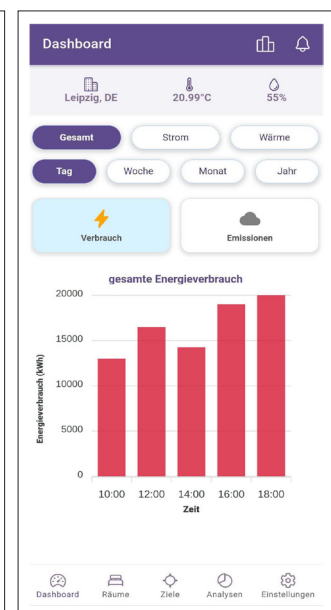 Dashboard
Leipzig, DE 20.99°C 55%
Gesamt Strom Wärme
Tag Woche Monat Jahr
Verbrauch Emissionen
gesamte Energieverbrauch
20000
15000
10000
5000
0
Energieverbrauch (kWh)
10:00 12:00 14:00 16:00 18:00
Zeit
Dashboard Räume Ziele Analysen Einstellungen